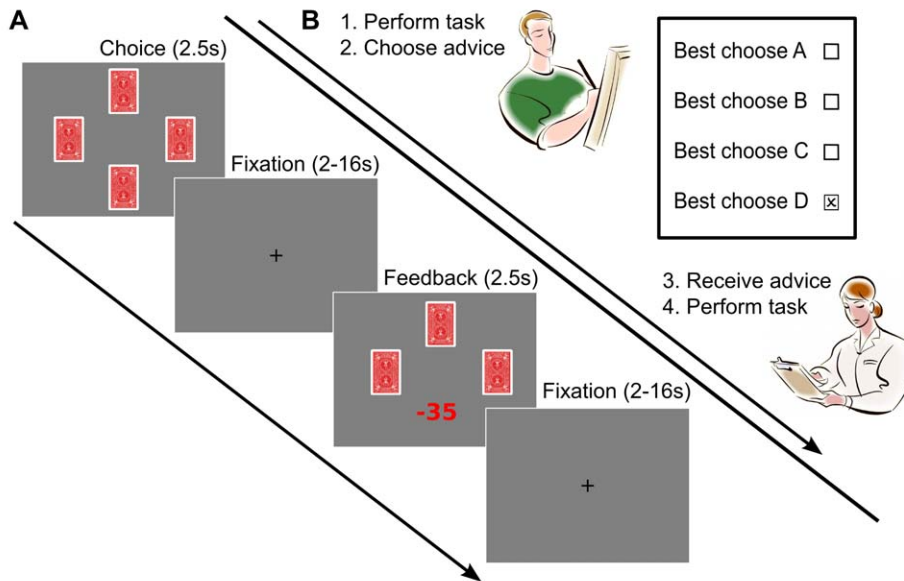 A
Choice (2.5s)
Fixation (2-16s)
Feedback (2.5s)
-35
Fixation (2-16s)
B
1. Perform task
2. Choose advice
Best choose A
Best choose B
Best choose C
Best choose D x
3. Receive advice
4. Perform task